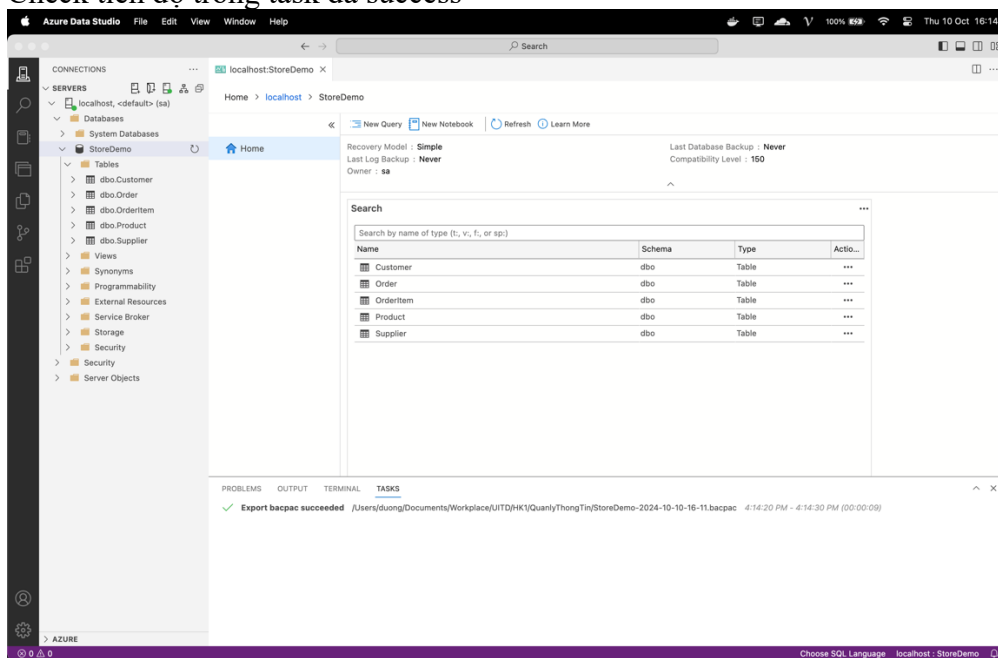 Check tiến độ trong task đã success
Azure Data Studio File Edit View Window Help 100% Thu 10 Oct 16:14
Search
CONNECTIONS
localhost:StoreDemo
SERVERS
localhost, <default> (sa)
Databases
System Databases
StoreDemo
Tables
dbo.Customer
dbo.Order
dbo.OrderItem
dbo.Product
dbo.Supplier
Views
Synonyms
Programmability
External Resources
Service Broker
Storage
Security
Security
Server Objects
AZURE
Home > localhost > StoreDemo
New Query New Notebook Refresh Learn More
Home
Recovery Model : Simple
Last Log Backup : Never
Owner : sa
Last Database Backup : Never
Compatibility Level : 150
Search
Search by name of type (t:, v:, f:, or sp:)
Name Schema Type Actio...
Customer dbo Table
Order dbo Table
OrderItem dbo Table
Product dbo Table
Supplier dbo Table
PROBLEMS OUTPUT TERMINAL TASKS
Export bacpac succeeded /Users/duong/Documents/Workplace/UITD/HK1/QuanlyThongTin/StoreDemo-2024-10-10-16-11.bacpac 4:14:20 PM - 4:14:30 PM (00:00:09)
0 0 Choose SQL Language localhost : StoreDemo